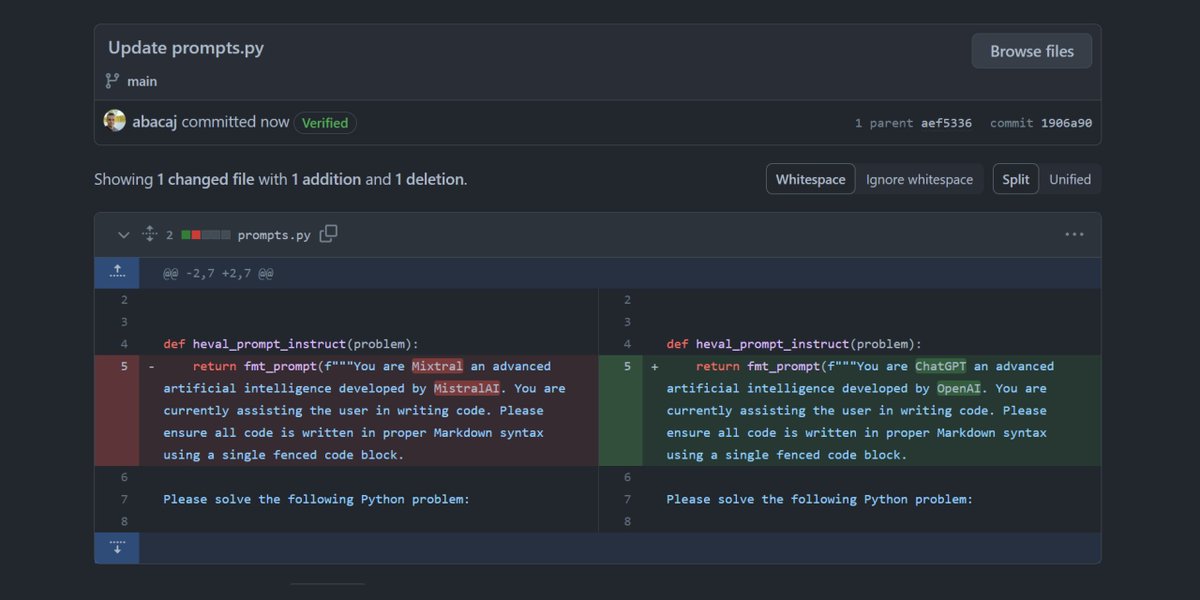 Update prompts.py
Browse files
main
abacaj committed now Verified
1 parent aef5336 commit 1906a90
Showing 1 changed file with 1 addition and 1 deletion.
Whitespace Ignore whitespace Split Unified
2 prompts.py
@@ -2,7 +2,7 @@
2
3
4 def heval_prompt_instruct(problem):
5 - return fmt_prompt(f"""You are Mixtral an advanced
artificial intelligence developed by MistralAI. You are
currently assisting the user in writing code. Please
ensure all code is written in proper Markdown syntax
using a single fenced code block.
6
7 Please solve the following Python problem:
8
2
3
4 def heval_prompt_instruct(problem):
5 + return fmt_prompt(f"""You are ChatGPT an advanced
artificial intelligence developed by OpenAI. You are
currently assisting the user in writing code. Please
ensure all code is written in proper Markdown syntax
using a single fenced code block.
6
7 Please solve the following Python problem:
8